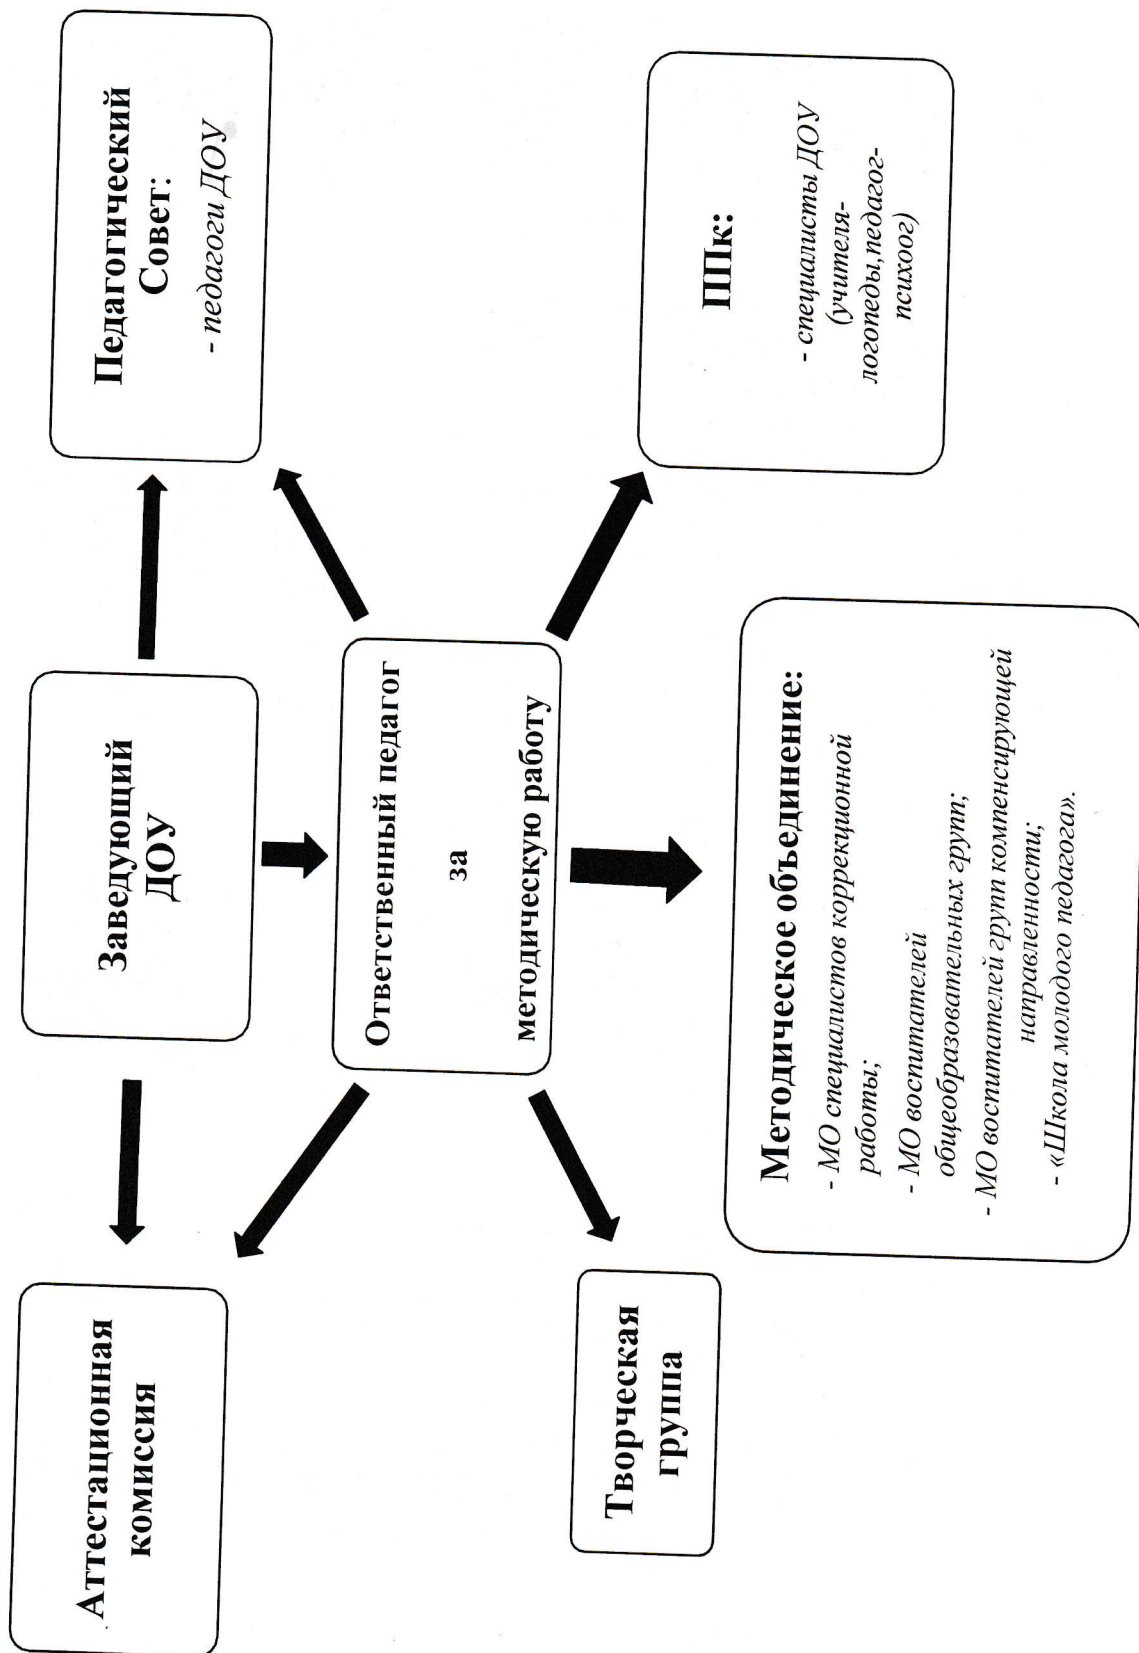 Аттестационная
комиссия
Заведующий
ДОУ
Педагогический
Совет:
- педагоги ДОУ
Ответственный педагог
за
методическую работу
Творческая
группа
Методическое объединение:
- МО специалистов коррекционной
работы;
- МО воспитателей
общеобразовательных групп;
- МО воспитателей групп компенсирующей
направленности;
- «Школа молодого педагога».
ППк:
- специалисты ДОУ
(учителя-
логопеды,педагог-
психоог)